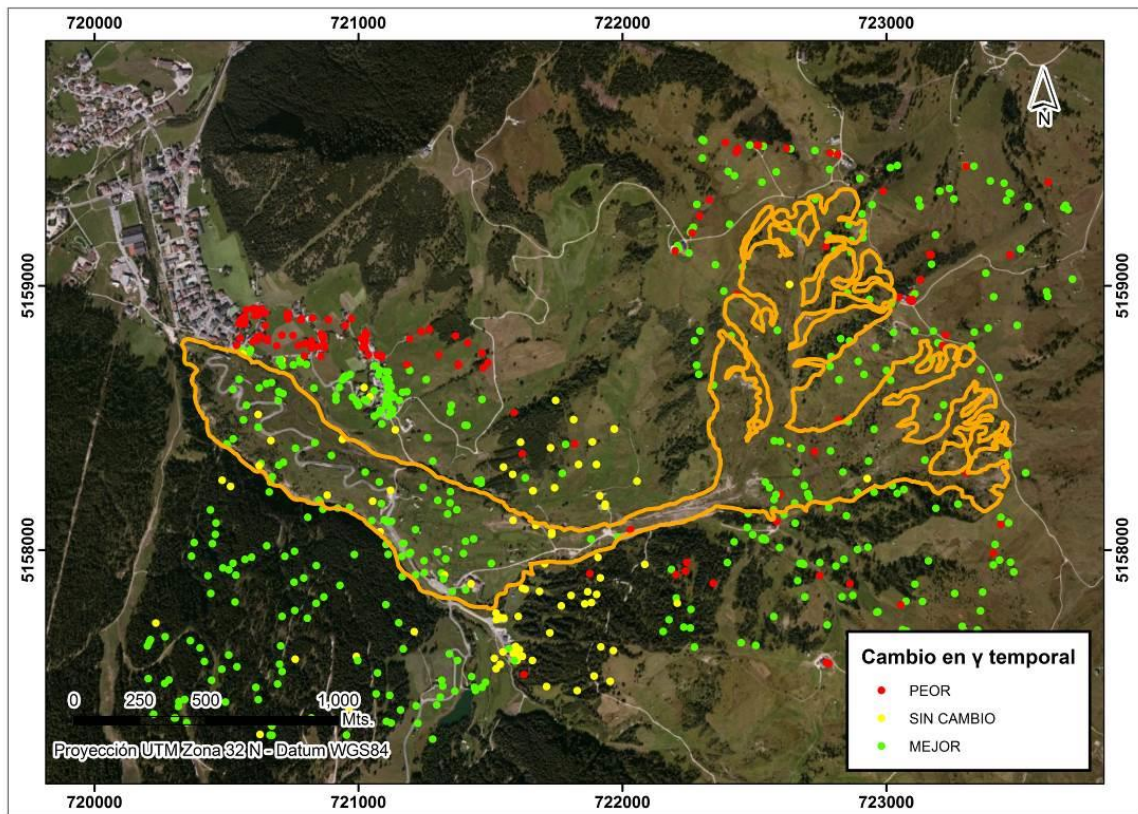 720000 721000 722000 723000
N
5159000 5159000
5158000 5158000
Cambio en γ temporal
PEOR
SIN CAMBIO
MEJOR
0 250 500 1,000
Mts.
Proyección UTM Zona 32 N - Datum WGS84
720000 721000 722000 723000